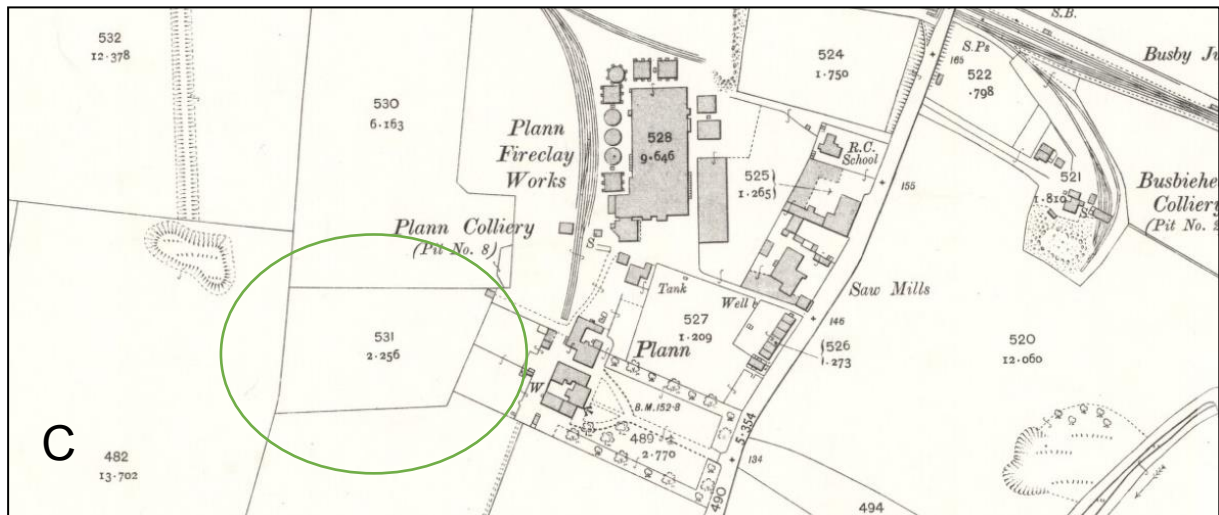 S.B.
532
12.378
524
1.750
S.Ps
165
522
.798
Busby Ju
530
6.163
Plann
Fireclay
Works
528
9.646
R.C.
School
525
1.265
155
521
1.810
S
Busbiehe
Colliery
(Pit No. 2
Plann Colliery
(Pit No. 8)
S
Tank
Well
Saw Mills
531
2.256
527
1.209
146
526
.273
520
12.060
Plann
W
B.M.152.8
C
482
13.702
489
2.770
5.354
134
490
494